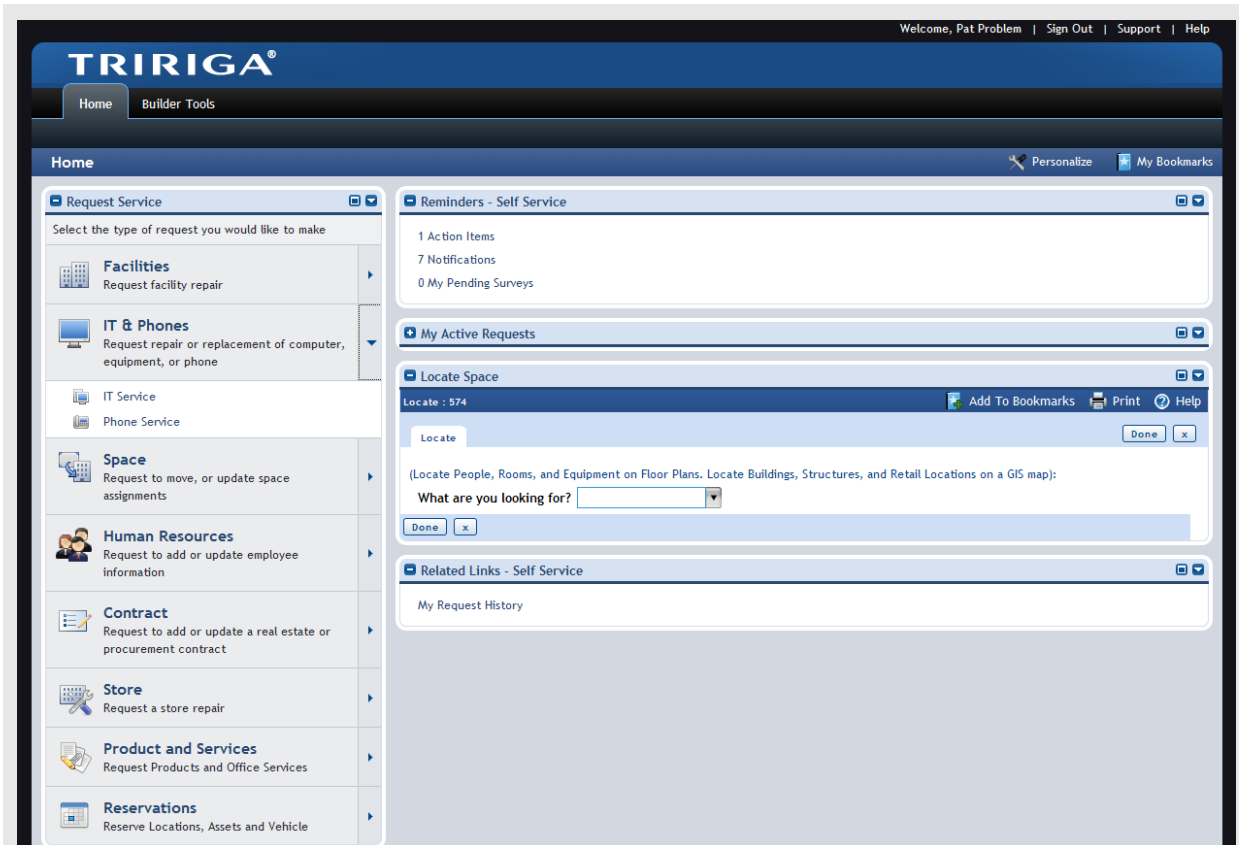 Welcome, Pat Problem | Sign Out | Support | Help
TRIRIGA®
Home Builder Tools
Home
Personalize My Bookmarks
Request Service
Select the type of request you would like to make
Facilities
Request facility repair
IT & Phones
Request repair or replacement of computer,
equipment, or phone
IT Service
Phone Service
Space
Request to move, or update space
assignments
Human Resources
Request to add or update employee
information
Contract
Request to add or update a real estate or
procurement contract
Store
Request a store repair
Product and Services
Request Products and Office Services
Reservations
Reserve Locations, Assets and Vehicle
Reminders - Self Service
1 Action Items
7 Notifications
0 My Pending Surveys
My Active Requests
Locate Space
Locate : 574
Add To Bookmarks Print Help
Locate
Done x
(Locate People, Rooms, and Equipment on Floor Plans. Locate Buildings, Structures, and Retail Locations on a GIS map):
What are you looking for?
Done x
Related Links - Self Service
My Request History